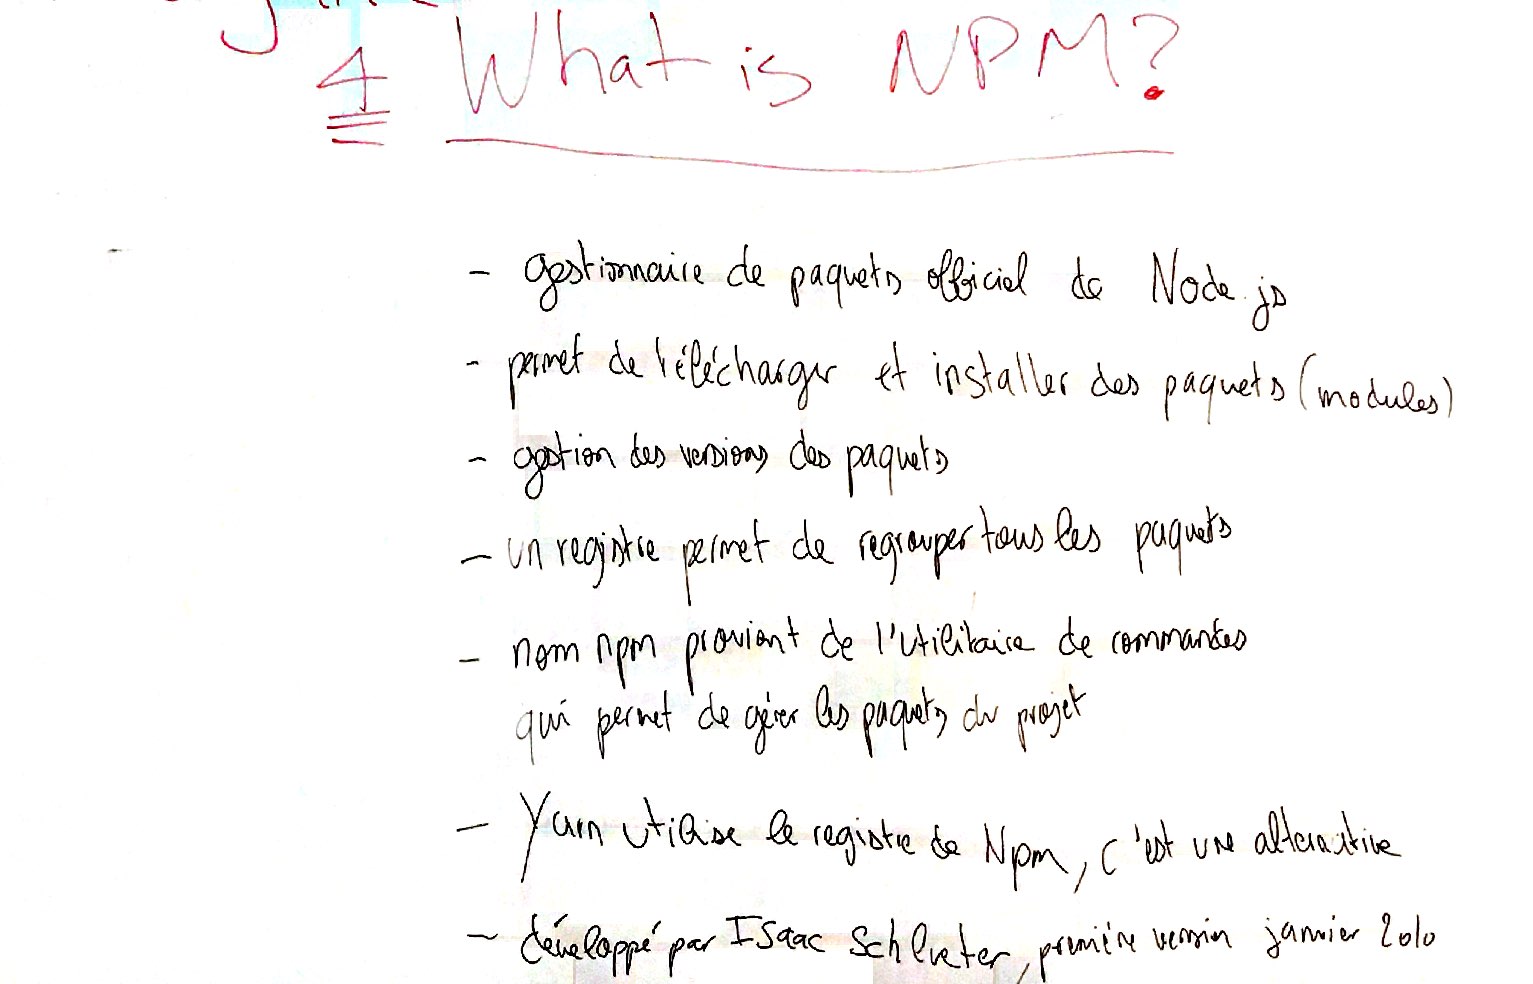 4 What is NPM?
- gestionnaire de paquets officiel de Node.js
- permet de télécharger et installer des paquets (modules)
- gestion des versions des paquets
- un registre permet de regrouper tous les paquets
- nom npm provient de l'utilitaire de commandes
qui permet de gérer les paquets du projet
- Yarn utilise le registre de Npm, c'est une alternative
- développé par Isaac Schlueter, première version janvier 2010